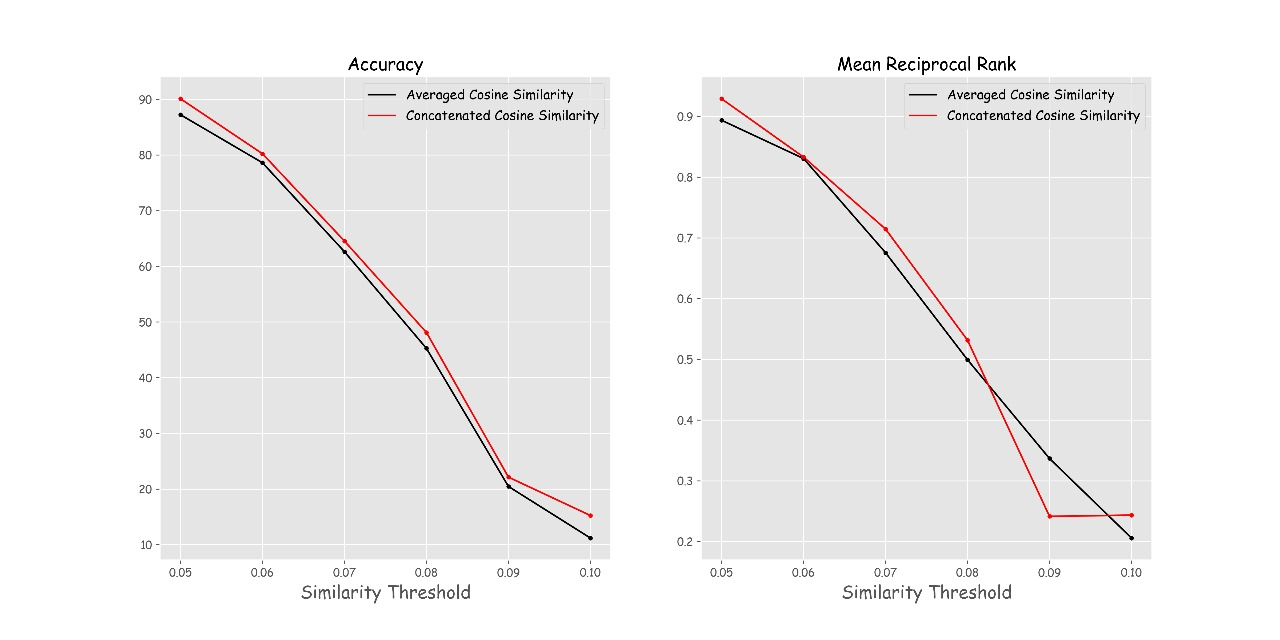 Accuracy
Averaged Cosine Similarity
Concatenated Cosine Similarity
90
80
70
60
50
40
30
20
10
0.05 0.06 0.07 0.08 0.09 0.10
Similarity Threshold
Mean Reciprocal Rank
Averaged Cosine Similarity
Concatenated Cosine Similarity
0.9
0.8
0.7
0.6
0.5
0.4
0.3
0.2
0.05 0.06 0.07 0.08 0.09 0.10
Similarity Threshold